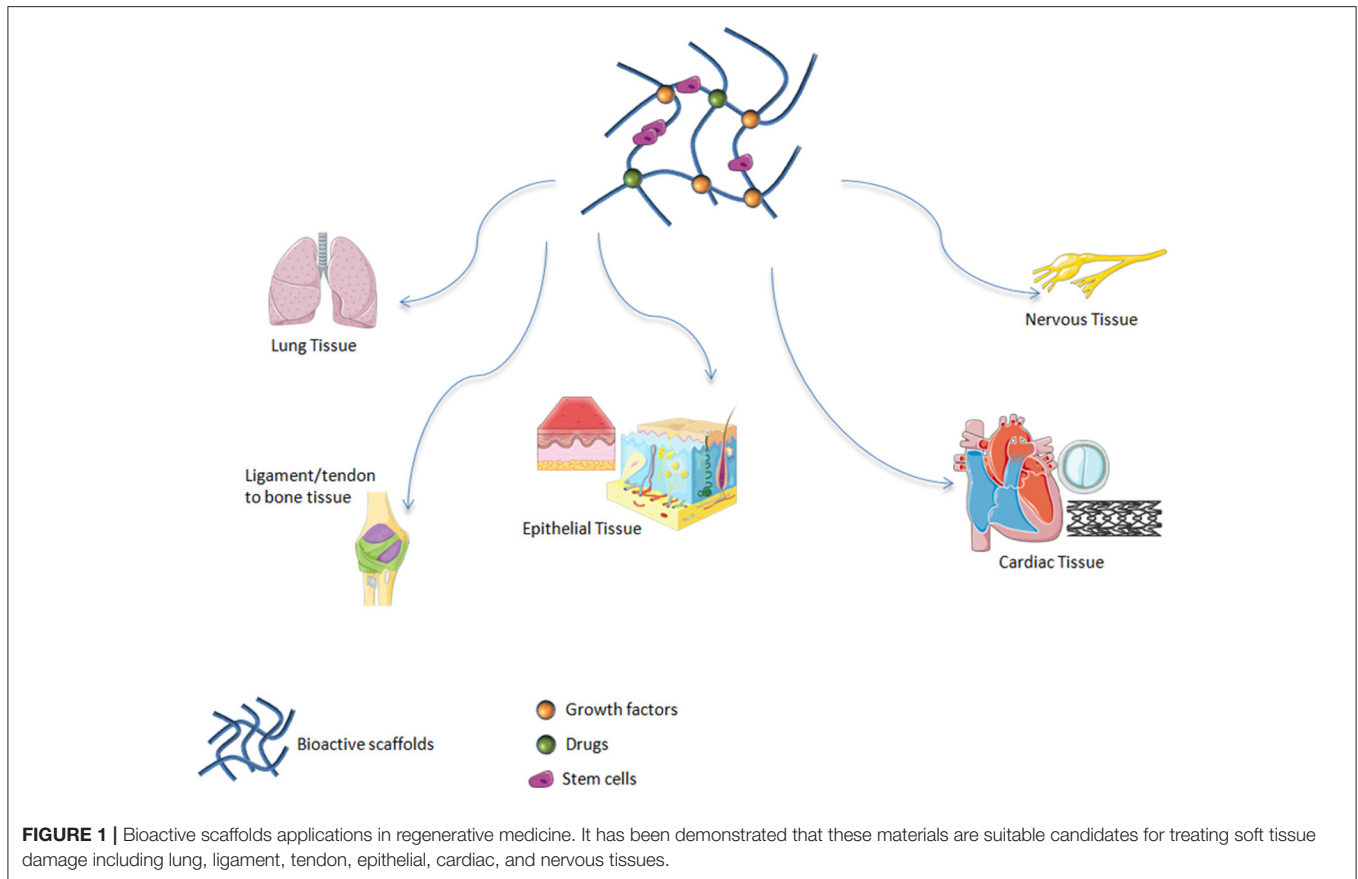 Lung Tissue
Nervous Tissue
Ligament/tendon
to bone tissue
Epithelial Tissue
Cardiac Tissue
Bioactive scaffolds
Growth factors
Drugs
Stem cells
FIGURE 1 | Bioactive scaffolds applications in regenerative medicine. It has been demonstrated that these materials are suitable candidates for treating soft tissue
damage including lung, ligament, tendon, epithelial, cardiac, and nervous tissues.